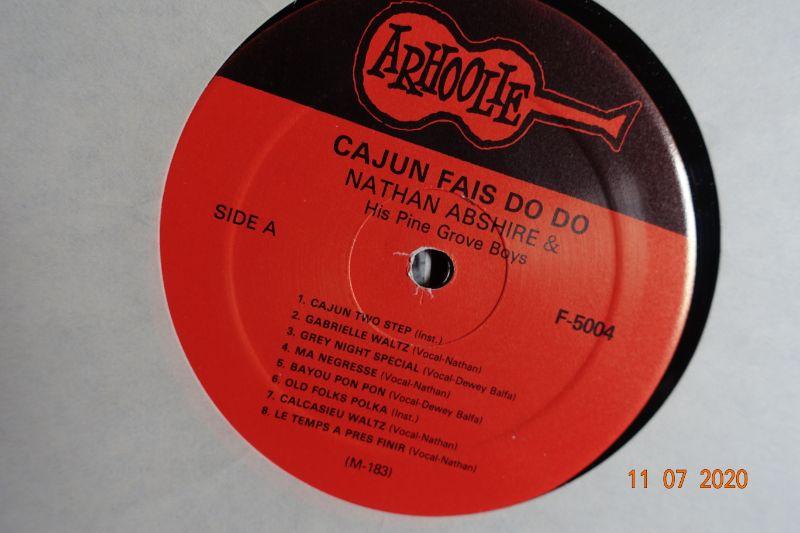 ARHOOLIE
CAJUN FAIS DO DO
NATHAN ABSHIRE &
His Pine Grove Boys
SIDE A
F-5004
1. CAJUN TWO STEP (Inst.)
2. GABRIELLE WALTZ (Vocal-Nathan)
3. GREY NIGHT SPECIAL (Vocal-Dewey Balfa)
4. MA NEGRESSE (Vocal-Nathan)
5. BAYOU PON PON (Vocal-Dewey Balfa)
6. OLD FOLKS POLKA (Inst.)
7. CALCASIEU WALTZ (Vocal-Nathan)
8. LE TEMPS A PRES FINIR (Vocal-Nathan)
(M-183)
11 07 2020